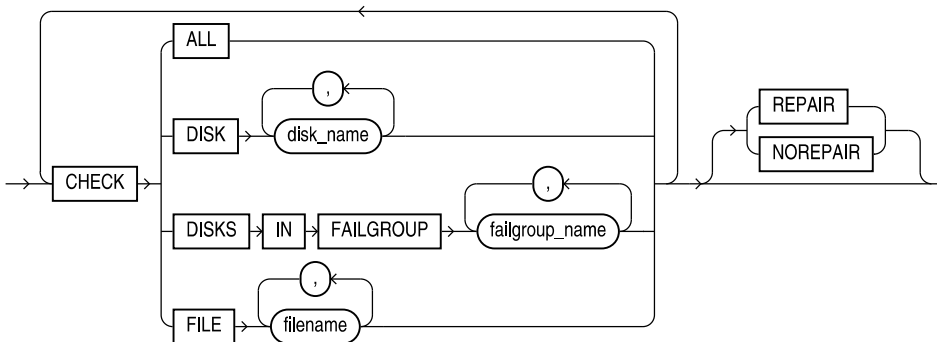 ALL
,
REPAIR
DISK disk_name
NOREPAIR
CHECK
,
DISKS IN FAILGROUP failgroup_name
,
FILE filename